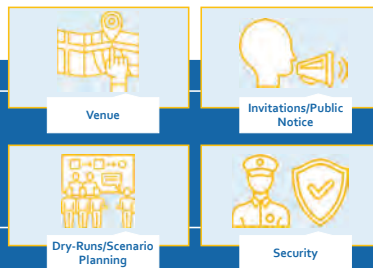 Venue
Invitations/Public
Notice
Dry-Runs/Scenario
Planning
Security